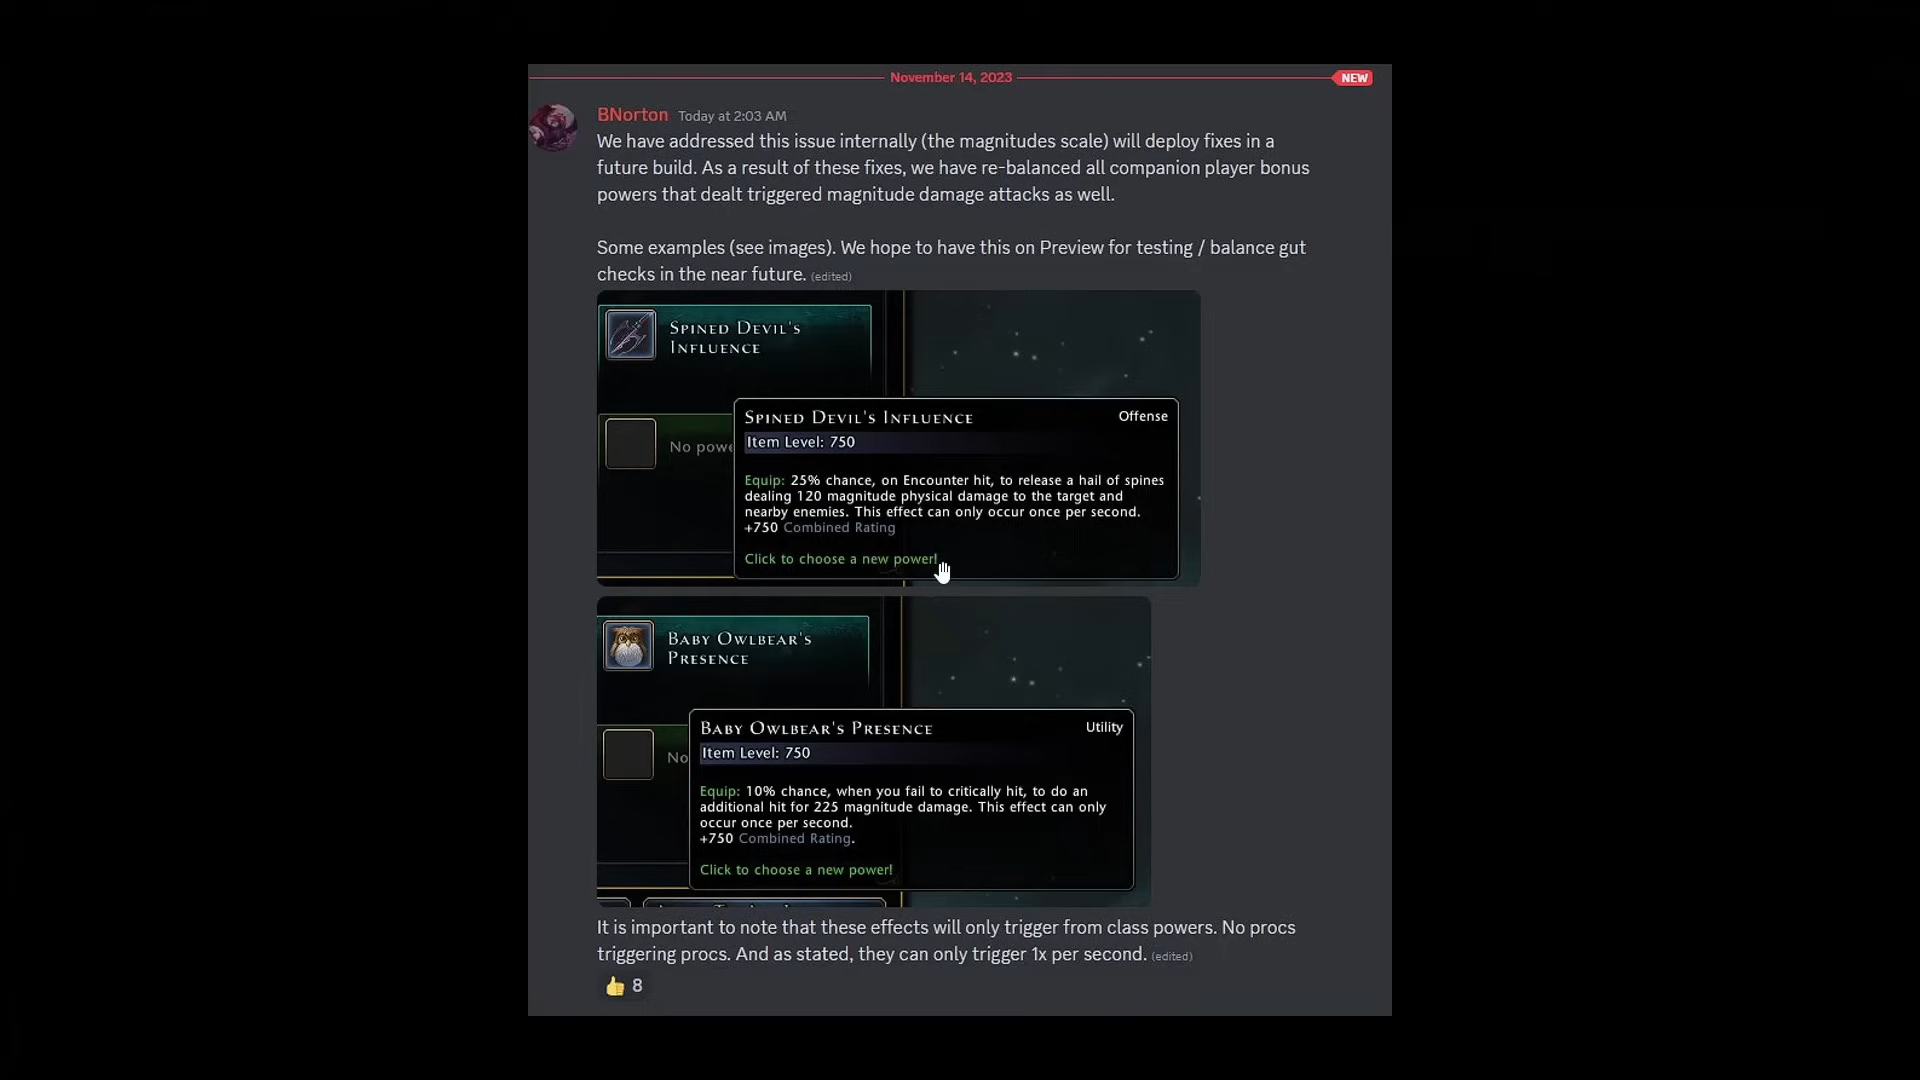 November 14, 2023
NEW
BNorton Today at 2:03 AM
We have addressed this issue internally (the magnitudes scale) will deploy fixes in a
future build. As a result of these fixes, we have re-balanced all companion player bonus
powers that dealt triggered magnitude damage attacks as well.
Some examples (see images). We hope to have this on Preview for testing / balance gut
checks in the near future. (edited)
SPINED DEVIL'S
INFLUENCE
No powe
SPINED DEVIL'S INFLUENCE Offense
Item Level: 750
Equip: 25% chance, on Encounter hit, to release a hail of spines
dealing 120 magnitude physical damage to the target and
nearby enemies. This effect can only occur once per second.
+750 Combined Rating
Click to choose a new power!
BABY OWLBEAR'S
PRESENCE
No
BABY OWLBEAR'S PRESENCE Utility
Item Level: 750
Equip: 10% chance, when you fail to critically hit, to do an
additional hit for 225 magnitude damage. This effect can only
occur once per second.
+750 Combined Rating.
Click to choose a new power!
It is important to note that these effects will only trigger from class powers. No procs
triggering procs. And as stated, they can only trigger 1x per second. (edited)
8